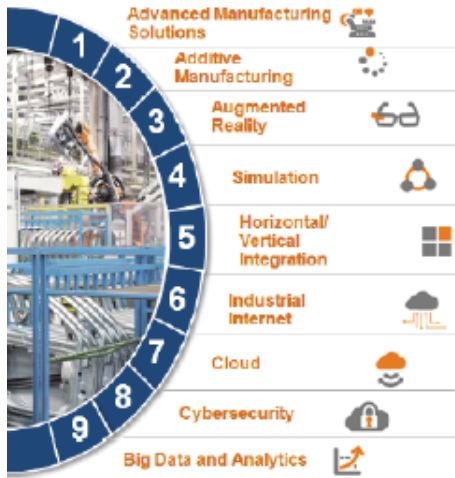 1
Advanced Manufacturing
Solutions
2
Additive
Manufacturing
3
Augmented
Reality
4
Simulation
5
Horizontal/
Vertical
Integration
6
Industrial
Internet
7
Cloud
8
Cybersecurity
9
Big Data and Analytics